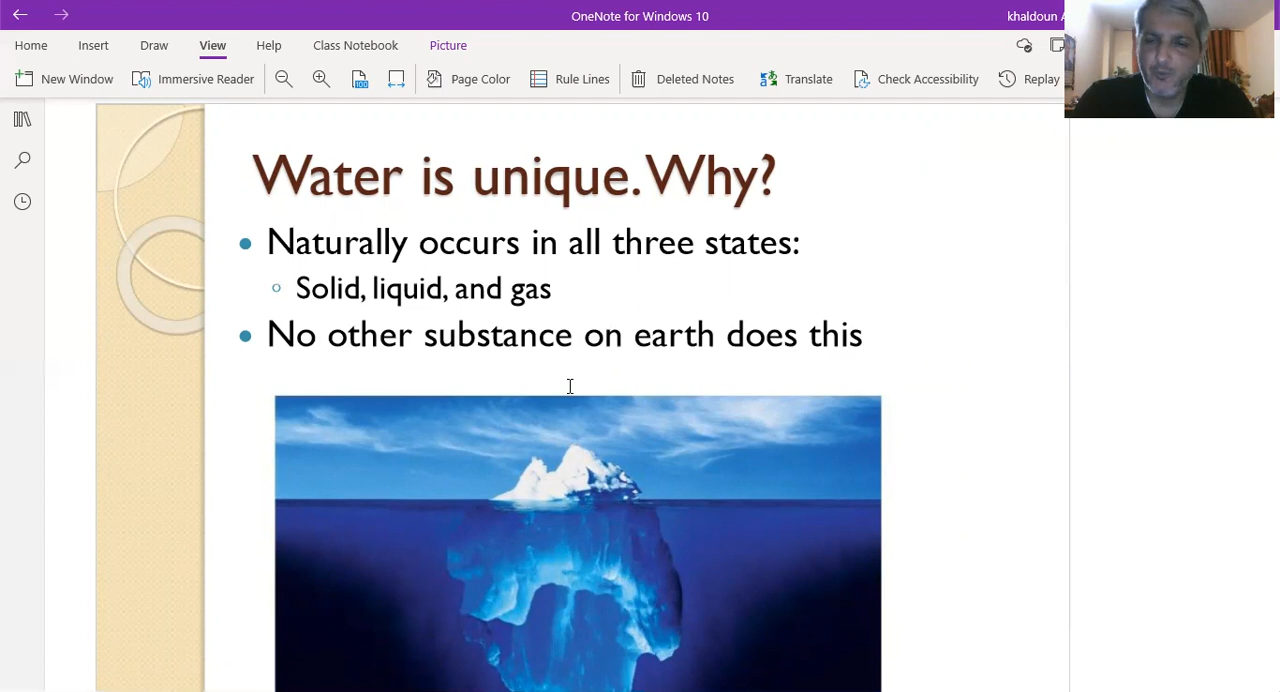 OneNote for Windows 10
khaldoun A
Home Insert Draw View Help Class Notebook Picture
New Window Immersive Reader Page Color Rule Lines Deleted Notes Translate Check Accessibility Replay
100
Water is unique. Why?
Naturally occurs in all three states:
Solid, liquid, and gas
No other substance on earth does this